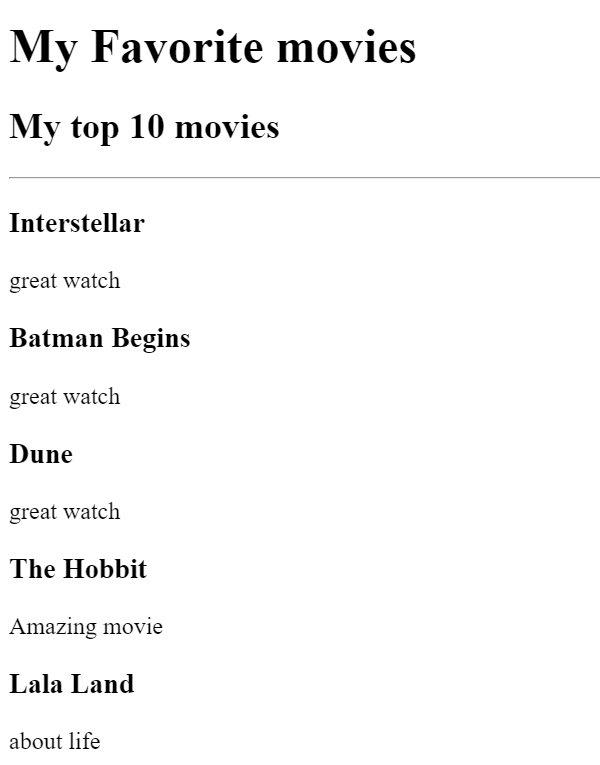 My Favorite movies
My top 10 movies
Interstellar
great watch
Batman Begins
great watch
Dune
great watch
The Hobbit
Amazing movie
Lala Land
about life